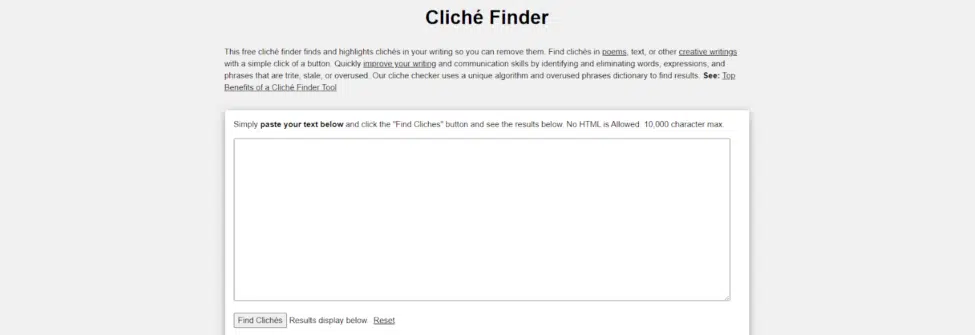 Cliché Finder
This free cliché finder finds and highlights clichés in your writing so you can remove them. Find clichés in poems, text, or other creative writings
with a simple click of a button. Quickly improve your writing and communication skills by identifying and eliminating words, expressions, and
phrases that are trite, stale, or overused. Our cliche checker uses a unique algorithm and overused phrases dictionary to find results. See: Top
Benefits of a Cliché Finder Tool
Simply paste your text below and click the "Find Cliches" button and see the results below. No HTML is Allowed. 10,000 character max.
Find Clichés Results display below. Reset